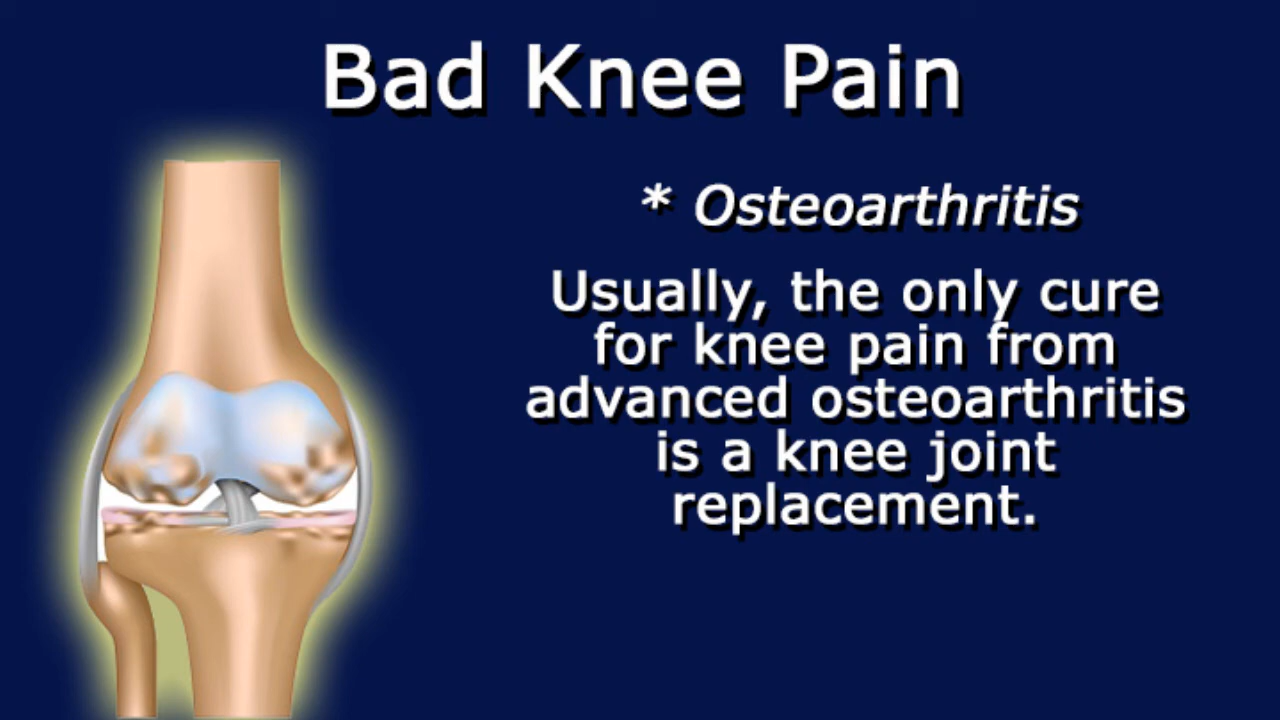 Bad Knee Pain
* Osteoarthritis
Usually, the only cure
for knee pain from
advanced osteoarthritis
is a knee joint
replacement.